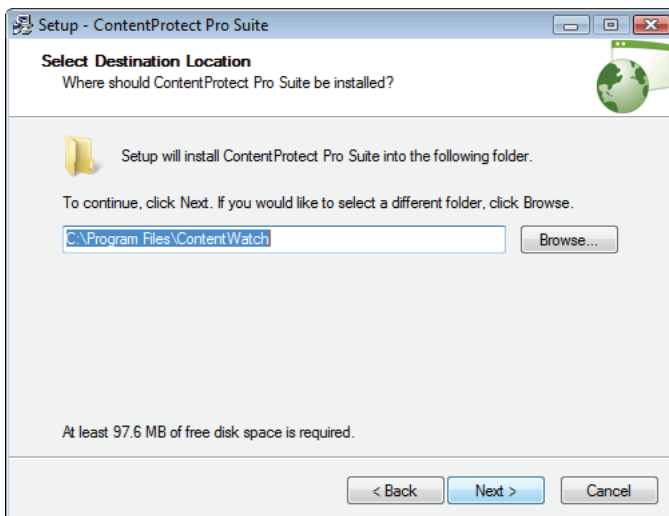 Setup - ContentProtect Pro Suite
Select Destination Location
Where should ContentProtect Pro Suite be installed?
Setup will install ContentProtect Pro Suite into the following folder.
To continue, click Next. If you would like to select a different folder, click Browse.
C:\Program Files\ContentWatch
Browse...
At least 97.6 MB of free disk space is required.
< Back
Next >
Cancel